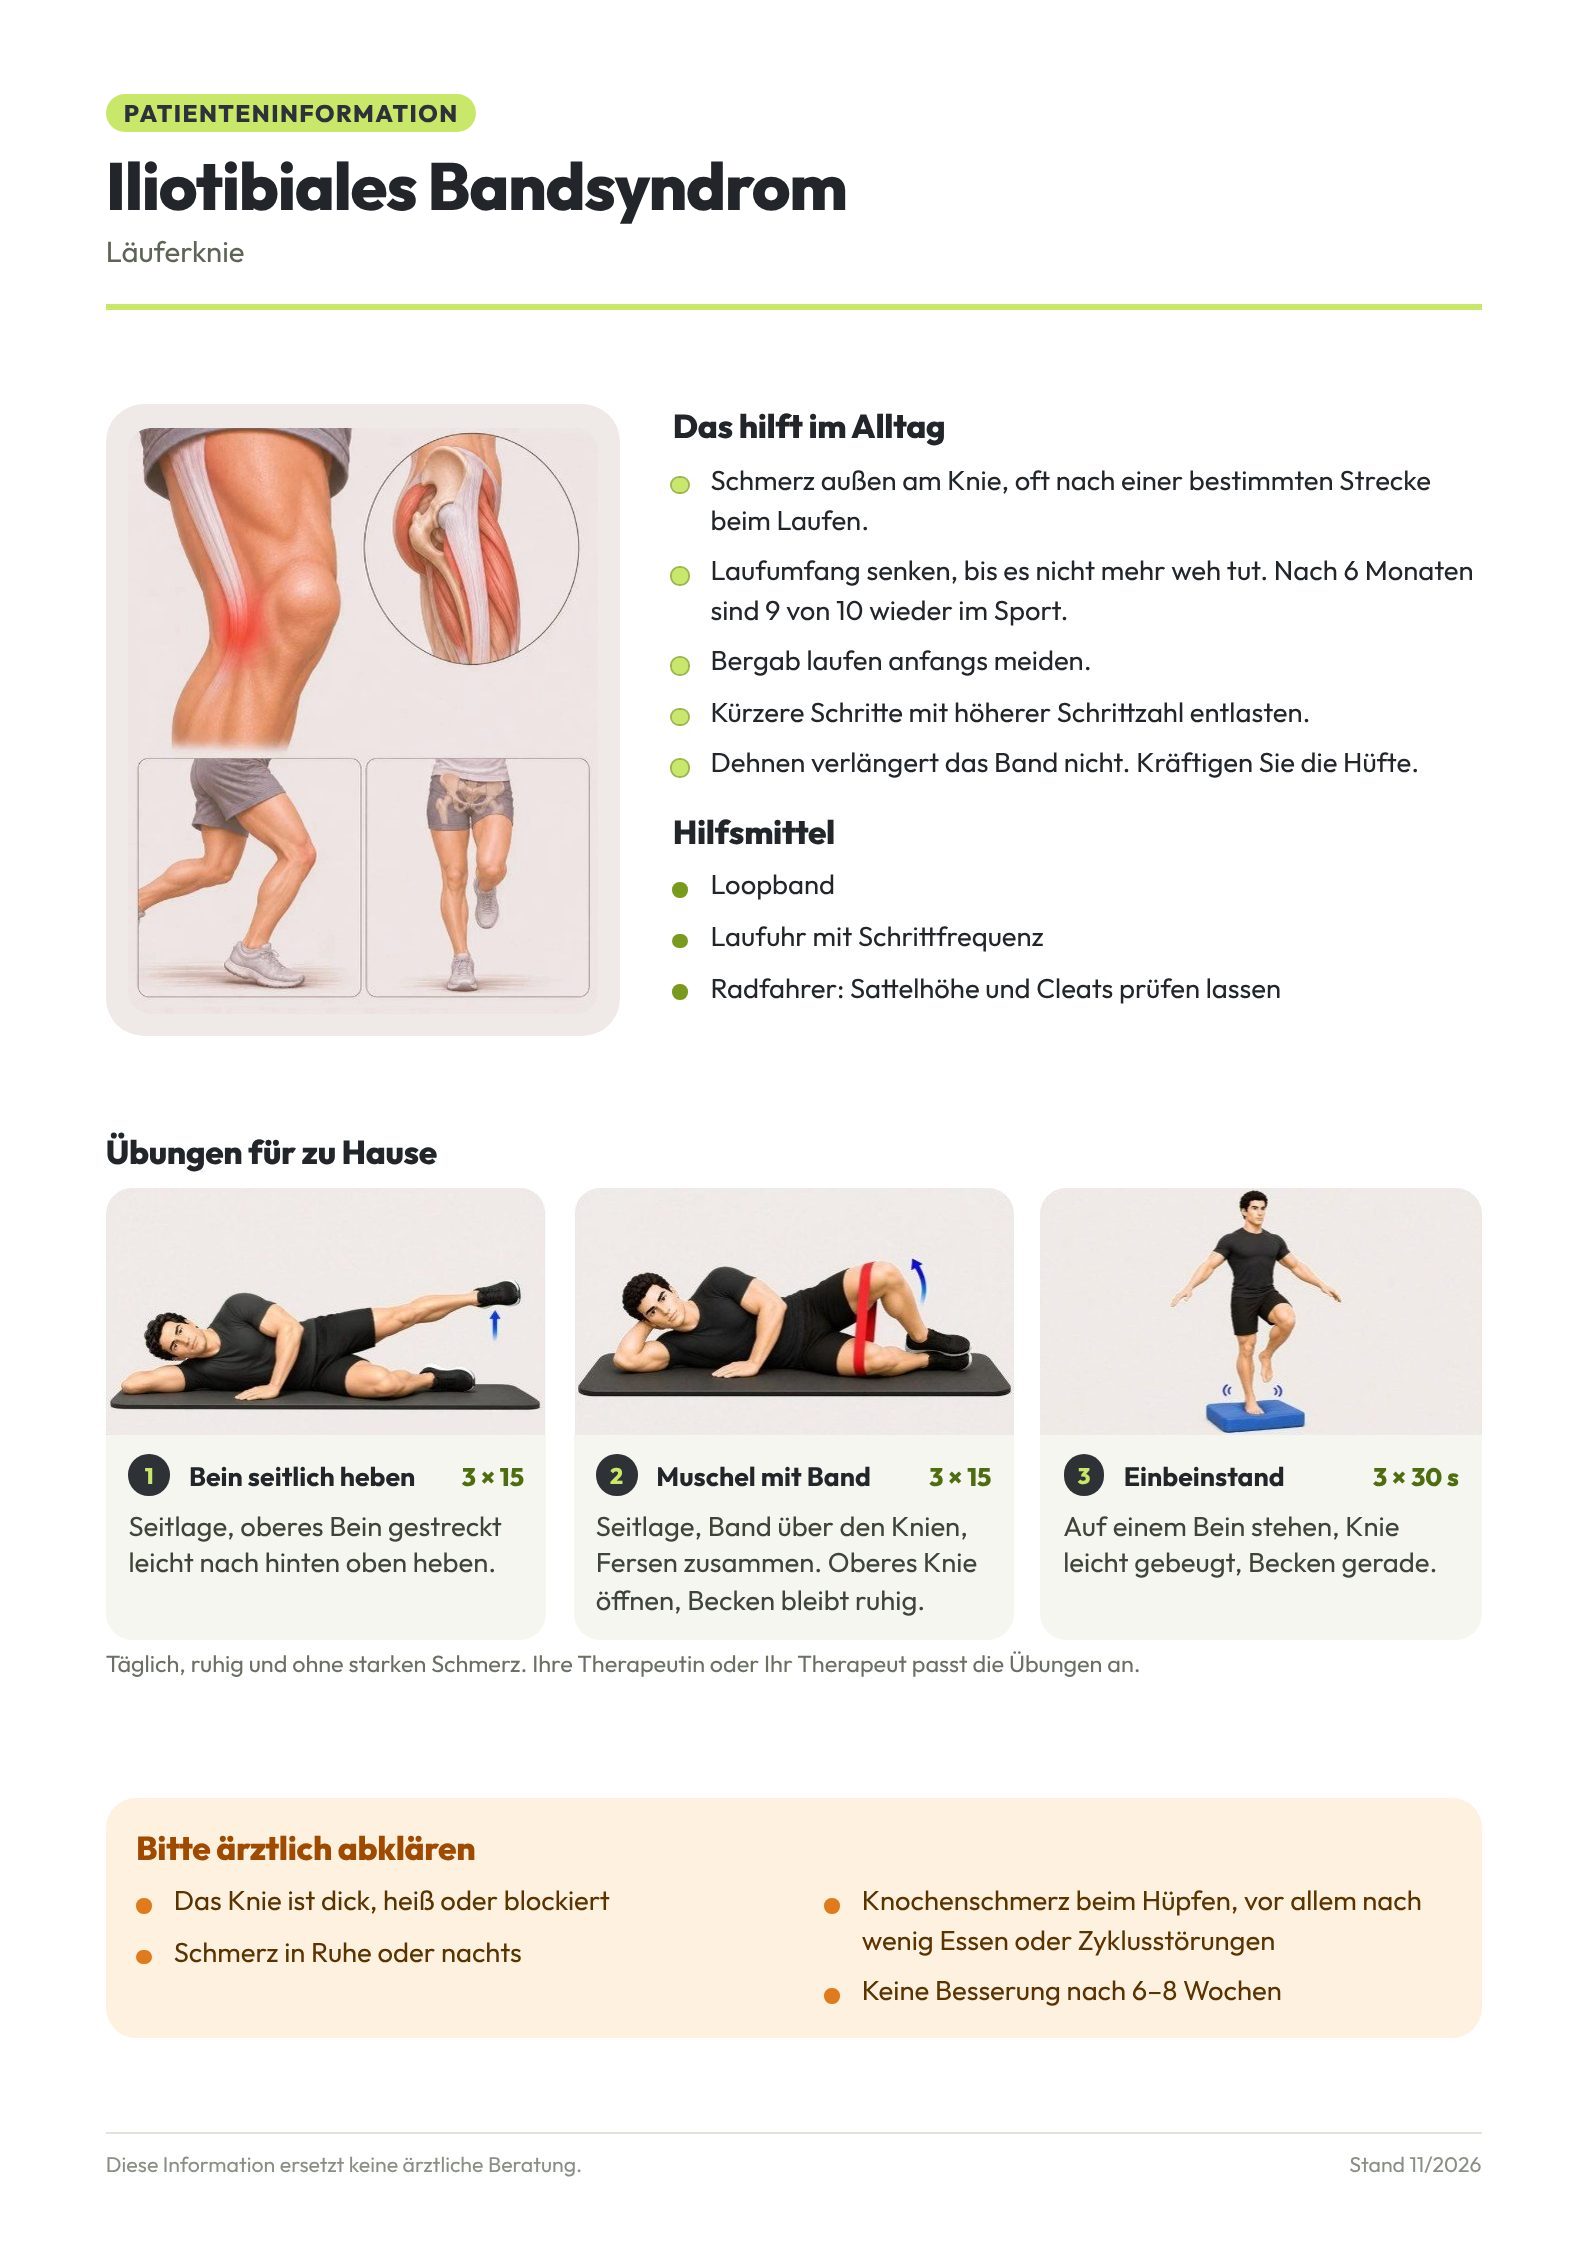 PATIENTENINFORMATION
Iliotibiales Bandsyndrom
Läuferknie
Das hilft im Alltag
Schmerz außen am Knie, oft nach einer bestimmten Strecke
beim Laufen.
Laufumfang senken, bis es nicht mehr weh tut. Nach 6 Monaten
sind 9 von 10 wieder im Sport.
Bergab laufen anfangs meiden.
Kürzere Schritte mit höherer Schrittzahl entlasten.
Dehnen verlängert das Band nicht. Kräftigen Sie die Hüfte.
Hilfsmittel
Loopband
Laufuhr mit Schrittfrequenz
Radfahrer: Sattelhöhe und Cleats prüfen lassen
Übungen für zu Hause
1 Bein seitlich heben 3 × 15
Seitlage, oberes Bein gestreckt
leicht nach hinten oben heben.
2 Muschel mit Band 3 × 15
Seitlage, Band über den Knien,
Fersen zusammen. Oberes Knie
öffnen, Becken bleibt ruhig.
3 Einbeinstand 3 × 30 s
Auf einem Bein stehen, Knie
leicht gebeugt, Becken gerade.
Täglich, ruhig und ohne starken Schmerz. Ihre Therapeutin oder Ihr Therapeut passt die Übungen an.
Bitte ärztlich abklären
Das Knie ist dick, heiß oder blockiert
Schmerz in Ruhe oder nachts
Knochenschmerz beim Hüpfen, vor allem nach
wenig Essen oder Zyklusstörungen
Keine Besserung nach 6–8 Wochen
Diese Information ersetzt keine ärztliche Beratung.
Stand 11/2026